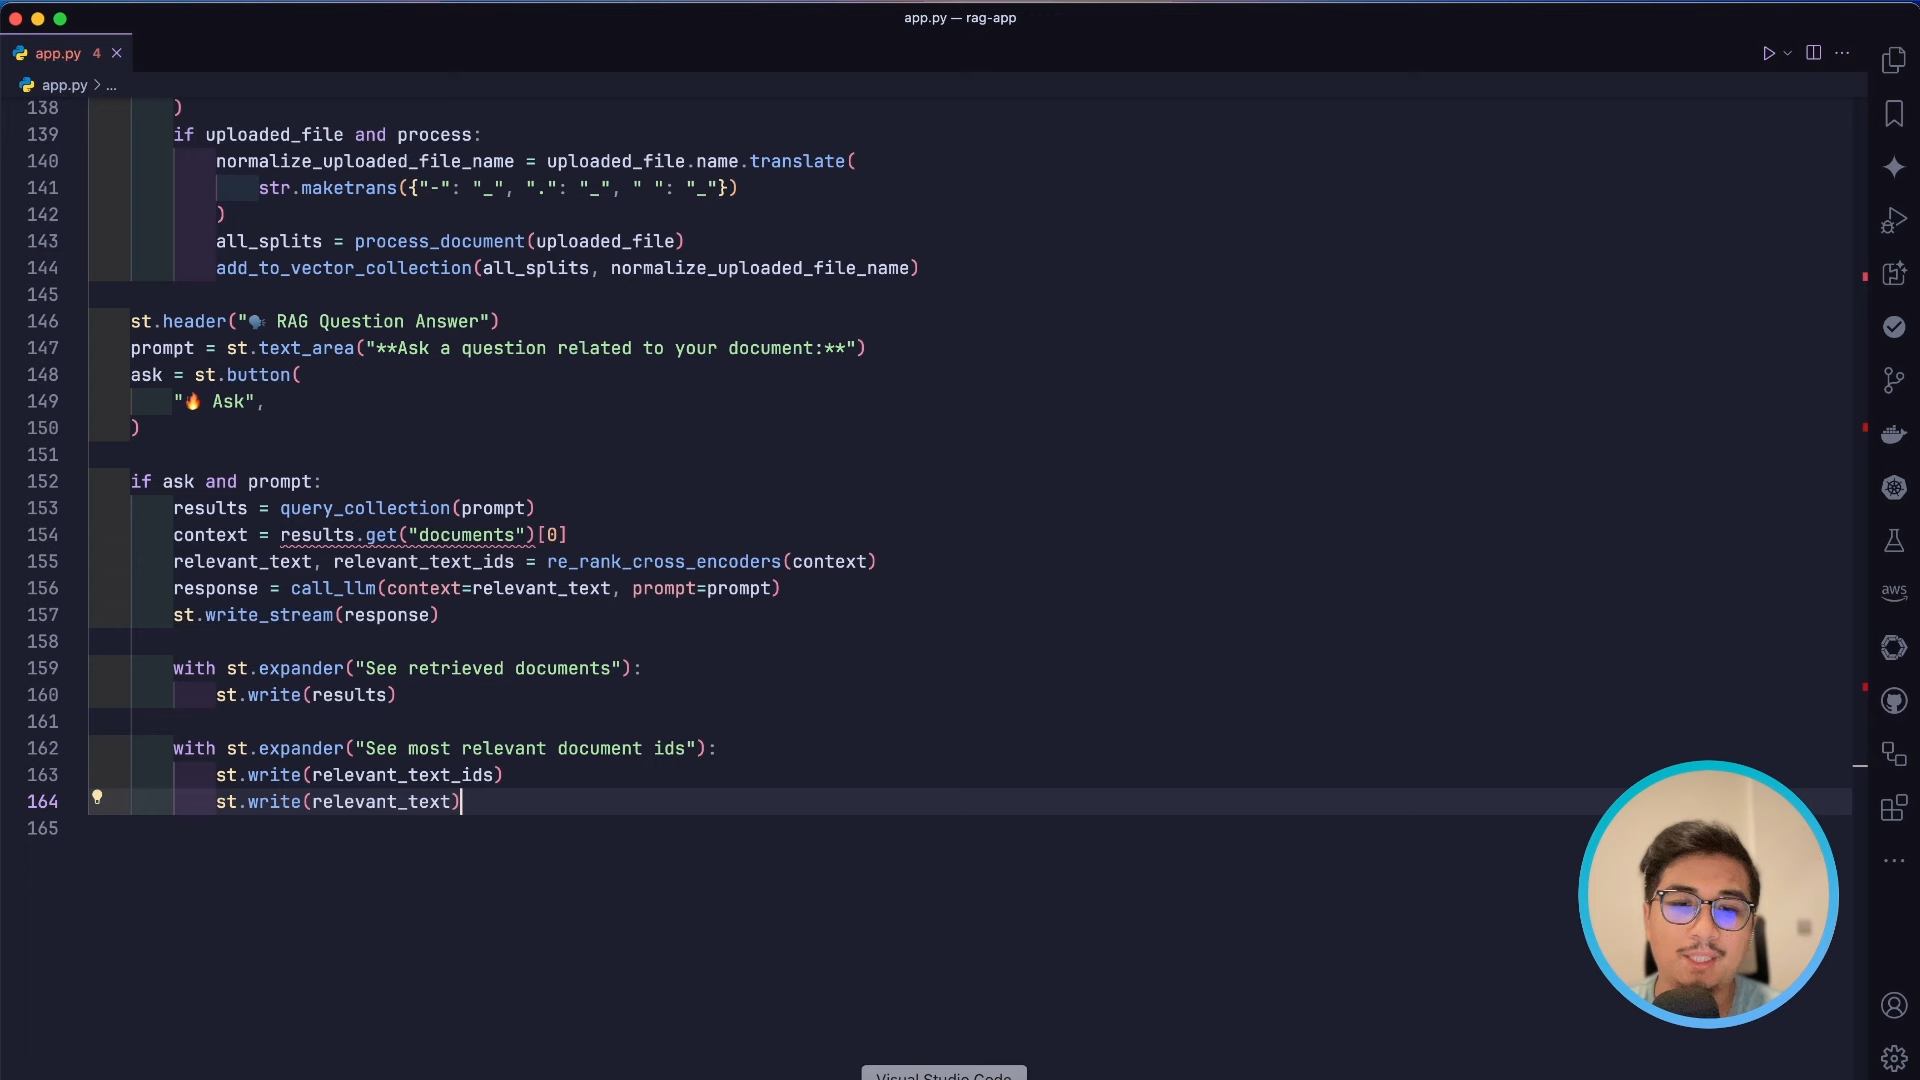 app.py — rag-app
app.py 4
app.py > ...
138 )
139 if uploaded_file and process:
140 normalize_uploaded_file_name = uploaded_file.name.translate(
141 str.maketrans({"-": "_", ".": "_", " ": "_"})
142 )
143 all_splits = process_document(uploaded_file)
144 add_to_vector_collection(all_splits, normalize_uploaded_file_name)
145
146 st.header("🗣️ RAG Question Answer")
147 prompt = st.text_area("**Ask a question related to your document:**")
148 ask = st.button(
149 "🔥 Ask",
150 )
151
152 if ask and prompt:
153 results = query_collection(prompt)
154 context = results.get("documents")[0]
155 relevant_text, relevant_text_ids = re_rank_cross_encoders(context)
156 response = call_llm(context=relevant_text, prompt=prompt)
157 st.write_stream(response)
158
159 with st.expander("See retrieved documents"):
160 st.write(results)
161
162 with st.expander("See most relevant document ids"):
163 st.write(relevant_text_ids)
164 st.write(relevant_text)
165
aws
Visual Studio Code